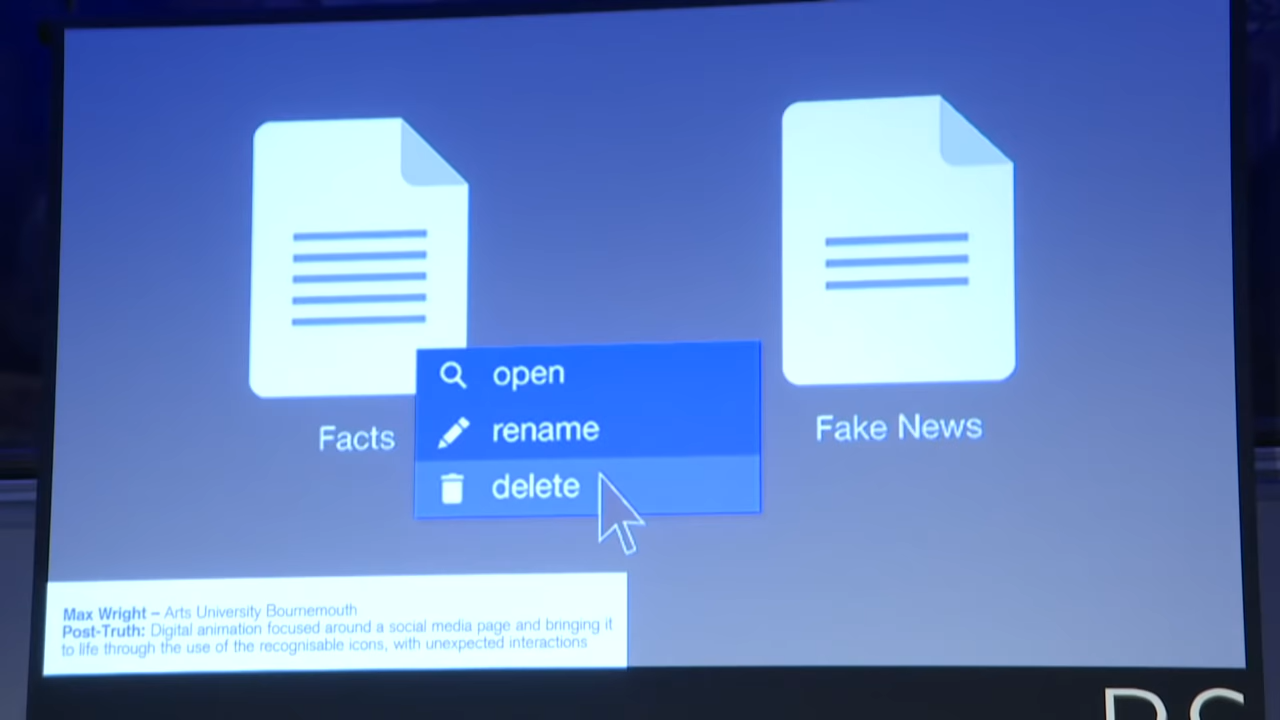 open
rename
Facts
Fake News
delete
Max Wright – Arts University Bournemouth
Post-Truth: Digital animation focused around a social media page and bringing it
to life through the use of the recognisable icons, with unexpected interactions